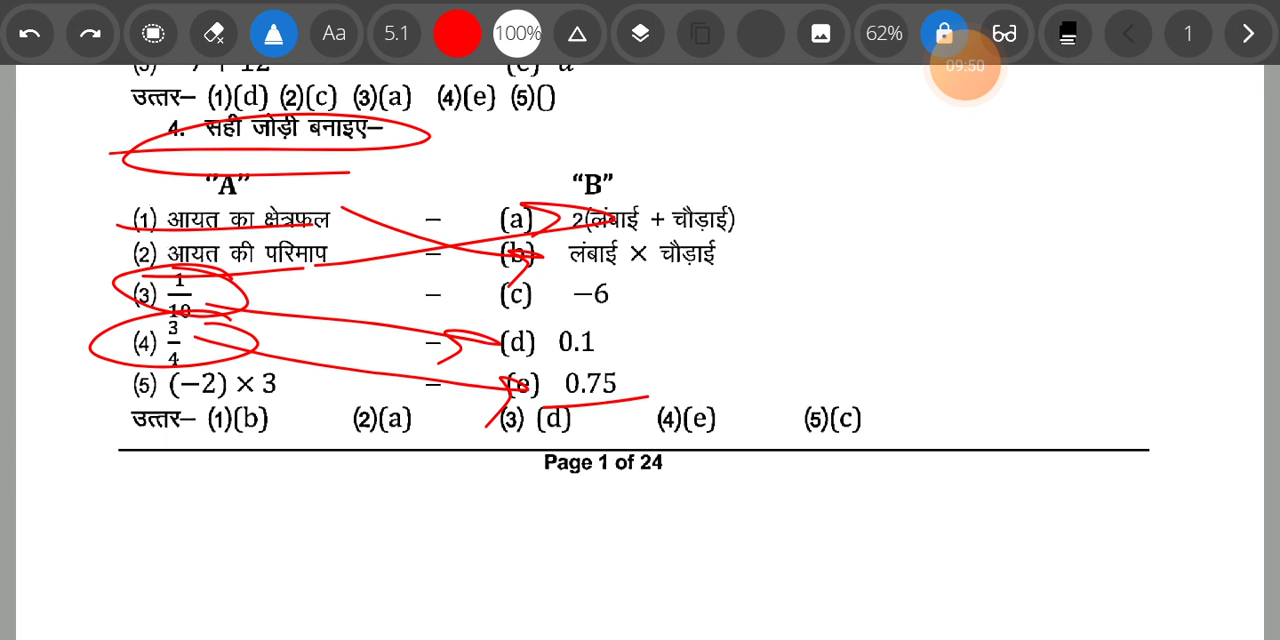 Aa 5.1 100% 62% 1
09:50
उत्तर– (1)(d) (2)(c) (3)(a) (4)(e) (5)()
4. सही जोड़ी बनाइए–
“A” “B”
(1) आयत का क्षेत्रफल – (a) 2(लंबाई + चौड़ाई)
(2) आयत की परिमाप – (b) लंबाई × चौड़ाई
(3) 1/10 – (c) −6
(4) 3/4 – (d) 0.1
(5) (−2) × 3 – (e) 0.75
उत्तर– (1)(b) (2)(a) (3) (d) (4)(e) (5)(c)
Page 1 of 24